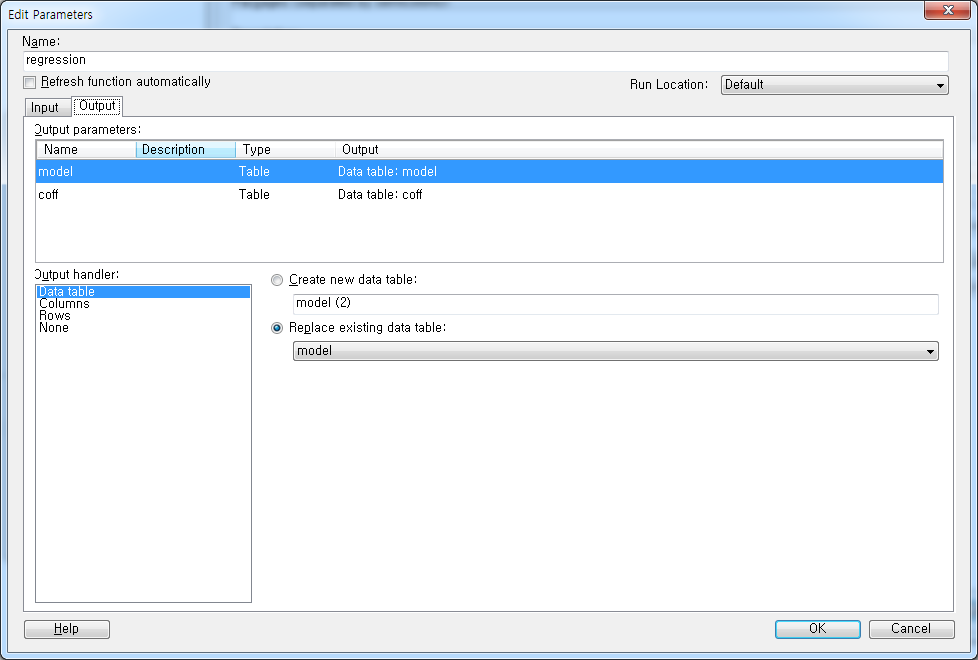 Edit Parameters
Name:
regression
Refresh function automatically
Run Location:
Default
Input
Output
Output parameters:
Name Description Type Output
model Table Data table: model
coff Table Data table: coff
Output handler:
Data table
Columns
Rows
None
Create new data table:
model (2)
Replace existing data table:
model
Help
OK
Cancel